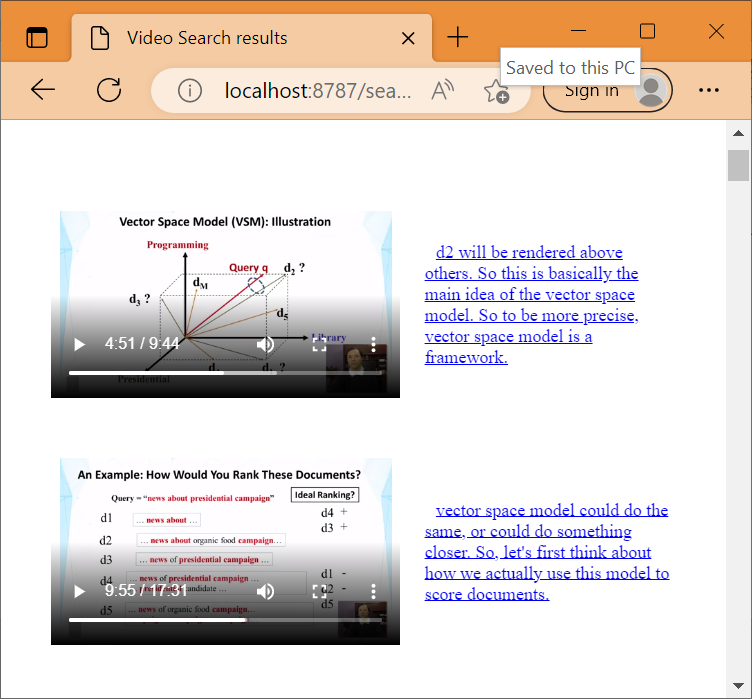 Video Search results
Saved to this PC
localhost:8787/sea...
Sign in
Vector Space Model (VSM): Illustration
Programming
Query q
d2 ?
dM
d3 ?
d5
Library
4:51 / 9:44
Presidential
d2 will be rendered above
others. So this is basically the
main idea of the vector space
model. So to be more precise,
vector space model is a
framework.
An Example: How Would You Rank These Documents?
Query = “news about presidential campaign”
Ideal Ranking?
d1 ... news about ...
d4 +
d2 ... news about organic food campaign...
d3 +
d3 ... news of presidential campaign ...
d4 ... news of presidential campaign ...
d1 -
9:55 / 17:31
candidate ...
d2 -
d5 ... news of organic food campaign...
d5
vector space model could do the
same, or could do something
closer. So, let's first think about
how we actually use this model to
score documents.